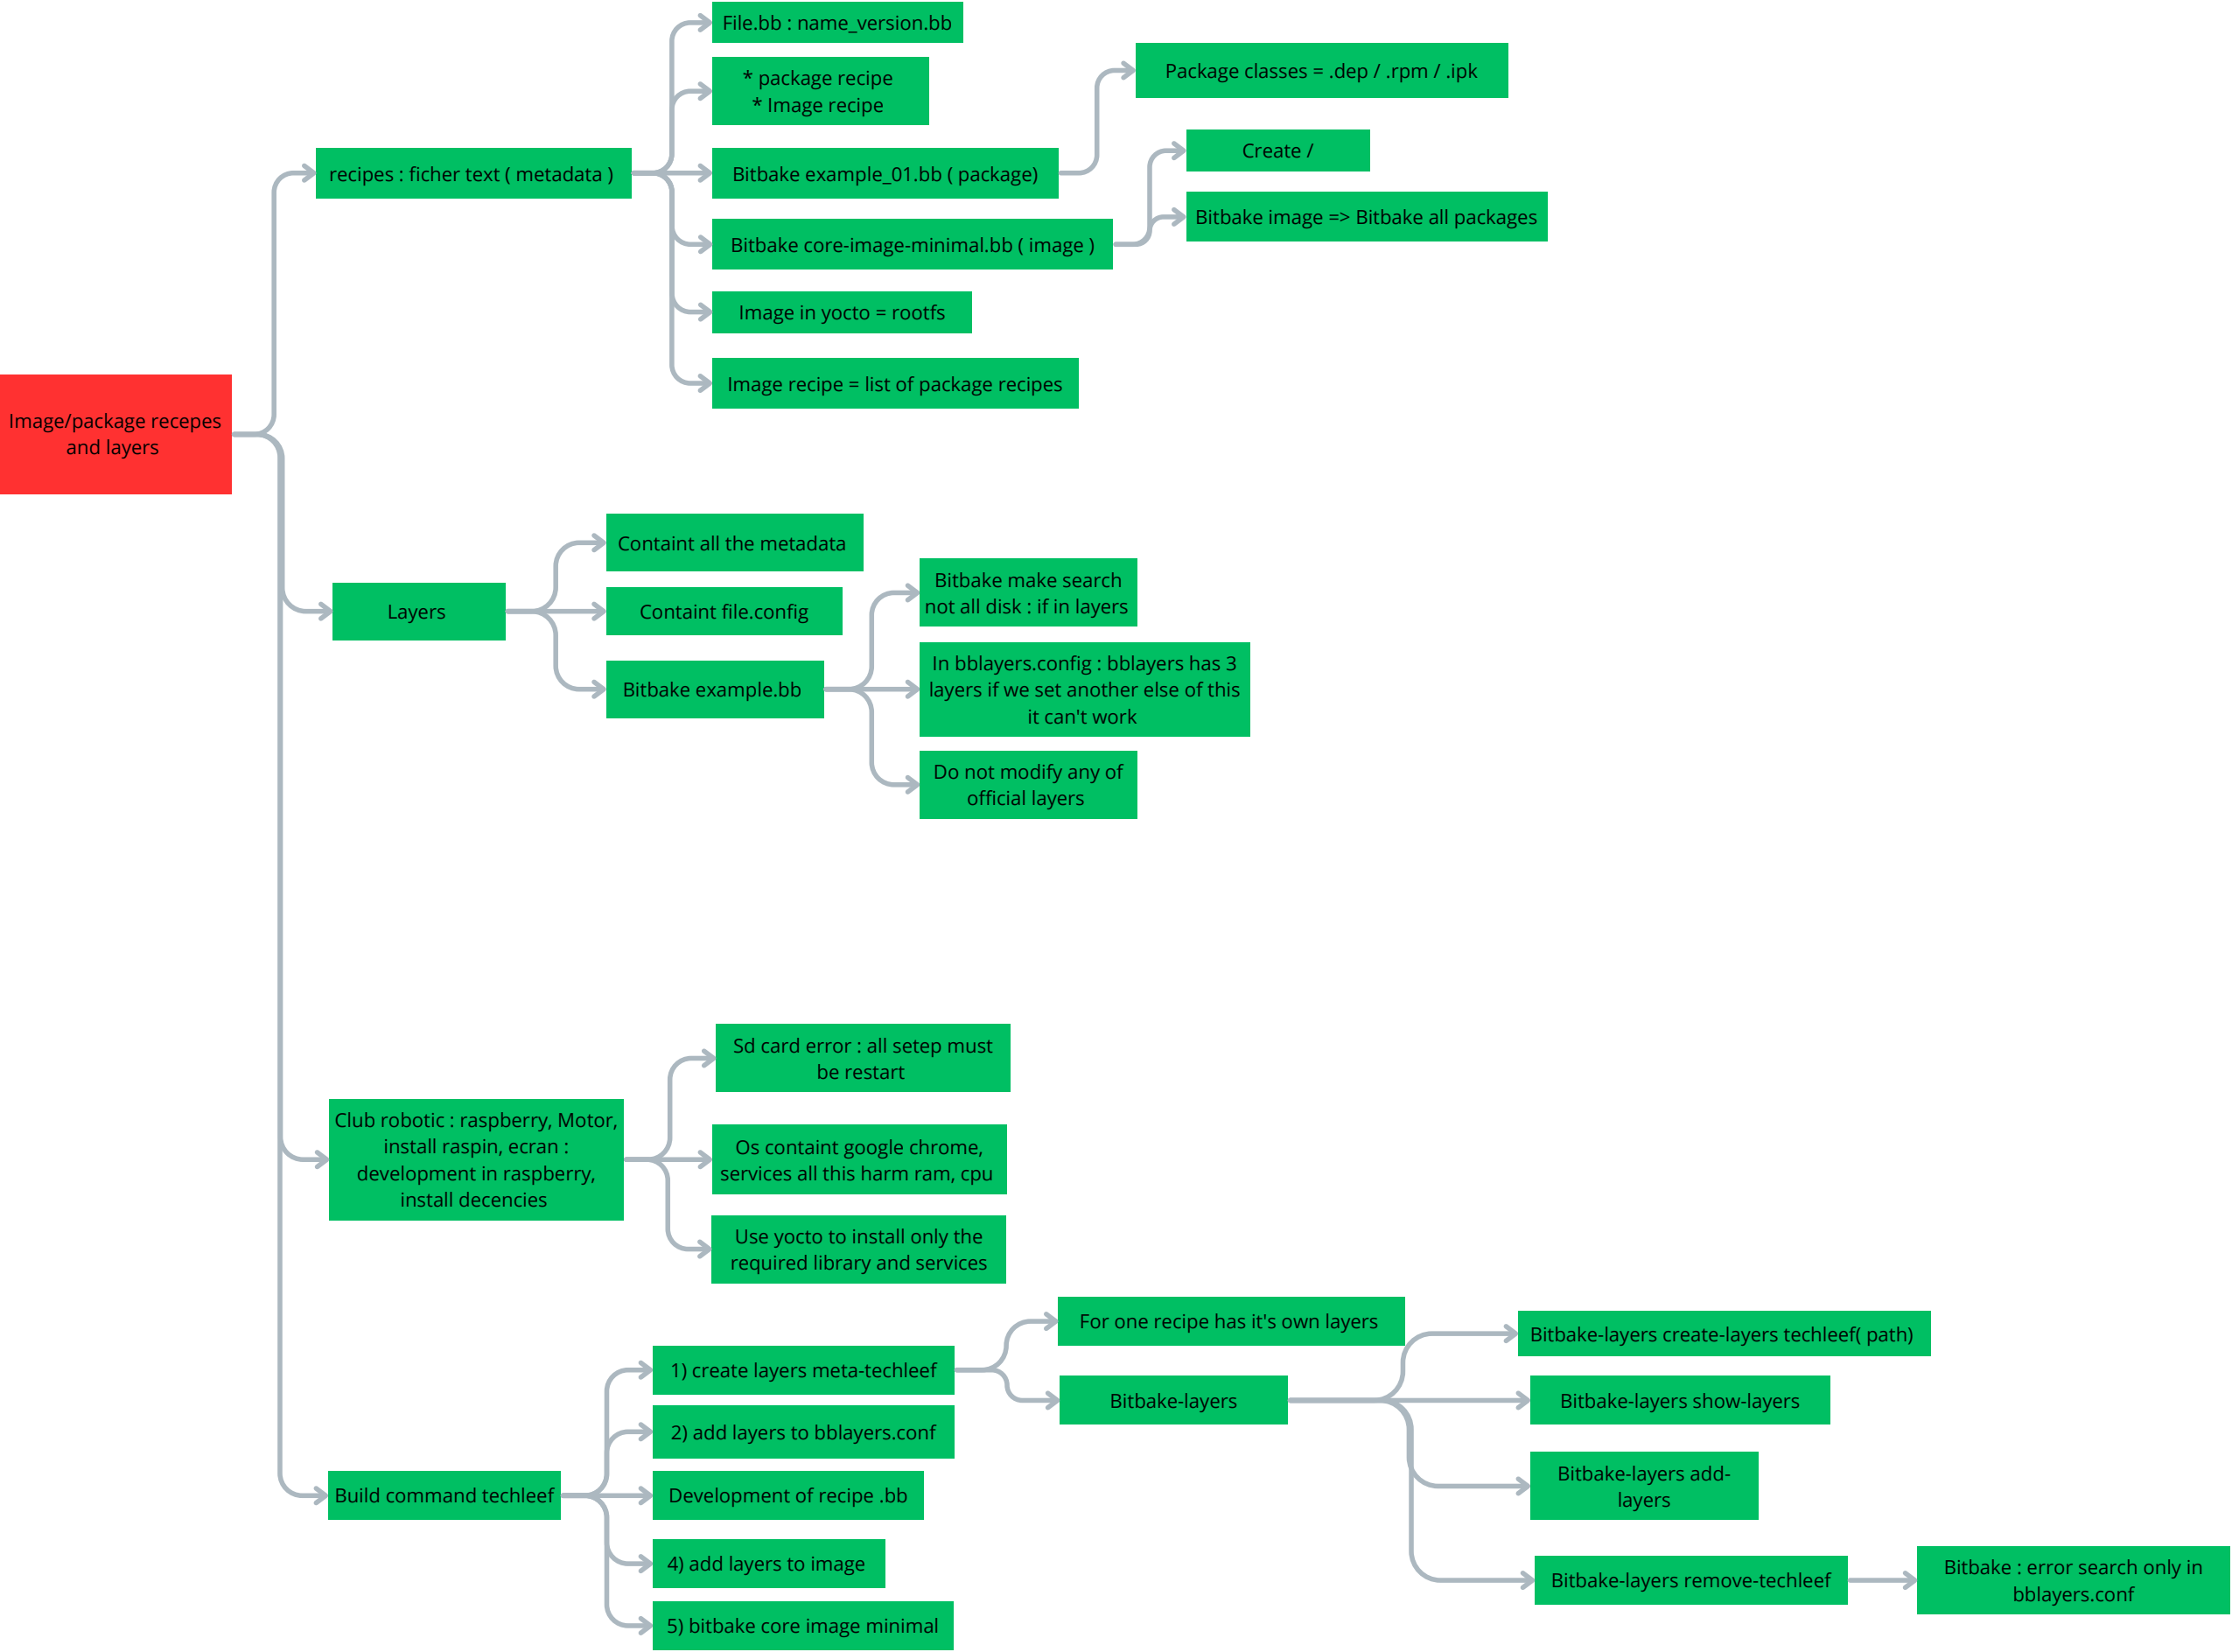 Image/package recepes
and layers
recipes : ficher text ( metadata )
File.bb : name_version.bb
* package recipe
* Image recipe
Bitbake example_01.bb ( package)
Package classes = .dep / .rpm / .ipk
Bitbake core-image-minimal.bb ( image )
Create /
Bitbake image => Bitbake all packages
Image in yocto = rootfs
Image recipe = list of package recipes
Layers
Containt all the metadata
Containt file.config
Bitbake example.bb
Bitbake make search
not all disk : if in layers
In bblayers.config : bblayers has 3
layers if we set another else of this
it can't work
Do not modify any of
official layers
Club robotic : raspberry, Motor,
install raspin, ecran :
development in raspberry,
install decencies
Sd card error : all setep must
be restart
Os containt google chrome,
services all this harm ram, cpu
Use yocto to install only the
required library and services
Build command techleef
1) create layers meta-techleef
For one recipe has it's own layers
Bitbake-layers
Bitbake-layers create-layers techleef( path)
Bitbake-layers show-layers
Bitbake-layers add-
layers
Bitbake-layers remove-techleef
Bitbake : error search only in
bblayers.conf
2) add layers to bblayers.conf
Development of recipe .bb
4) add layers to image
5) bitbake core image minimal